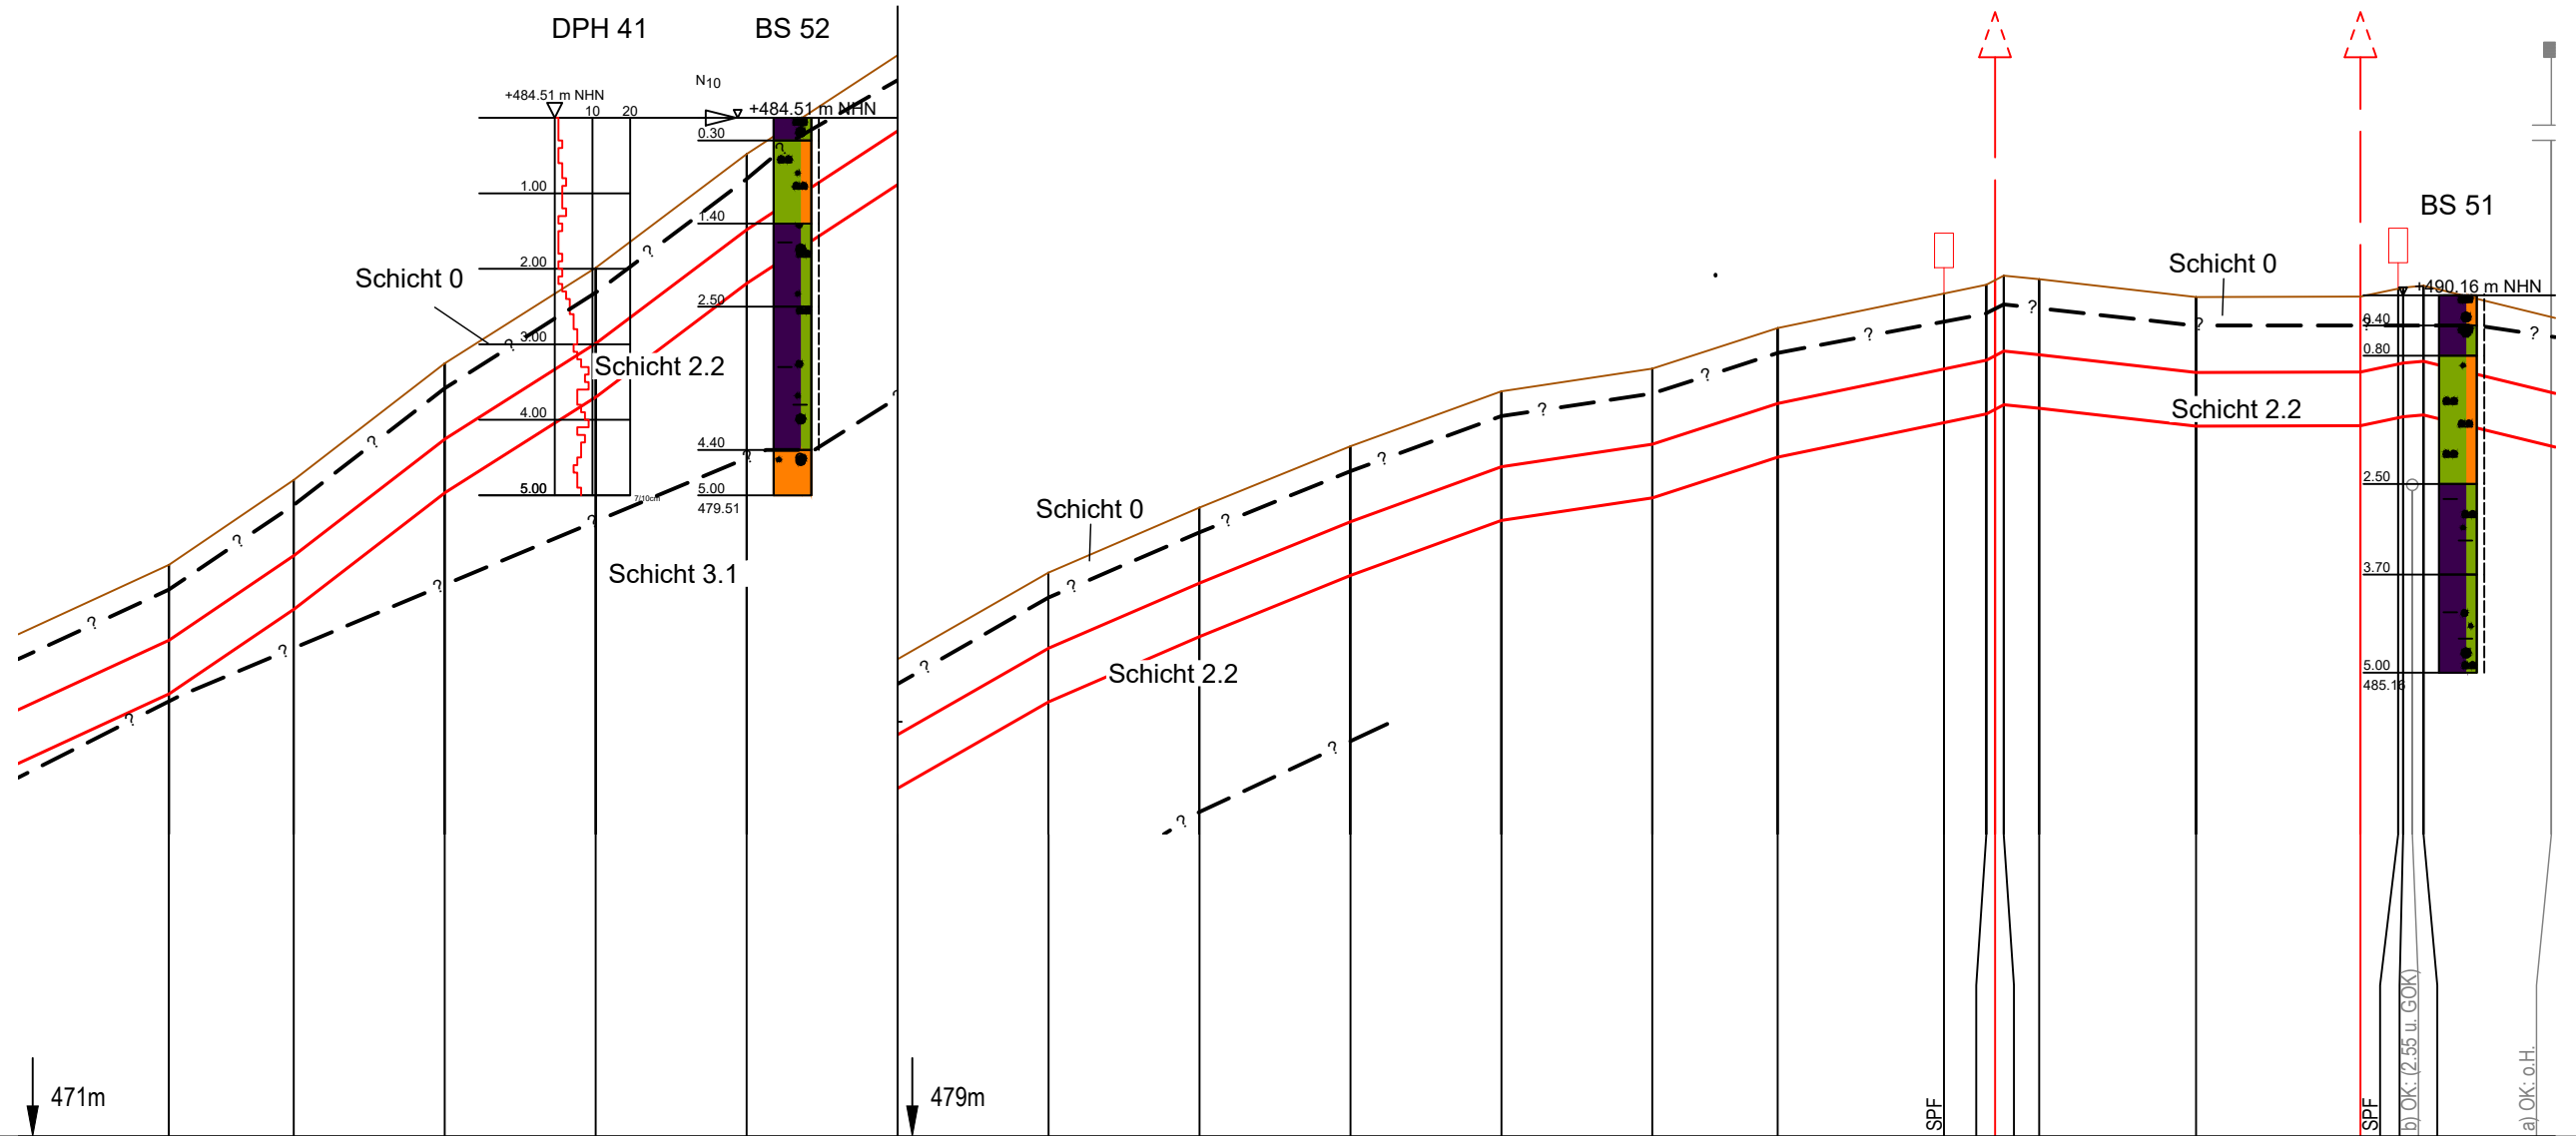 DPH 41
BS 52
N10
+484.51 m NHN
10
20
+484.51 m NHN
0.30
1.00
1.40
2.00
2.50
3.00
4.00
4.40
5.00
5.00
7/10cm
479.51
Schicht 0
Schicht 2.2
Schicht 3.1
?
?
?
?
?
?
?
?
?
?
?
?
471m
BS 51
+490.16 m NHN
0.40
0.80
2.50
3.70
5.00
485.16
Schicht 0
Schicht 2.2
Schicht 0
Schicht 2.2
?
?
?
?
?
?
?
?
?
?
?
?
?
479m
SPF
SPF
b) OK: (2.55 u. GOK)
a) OK: o.H.